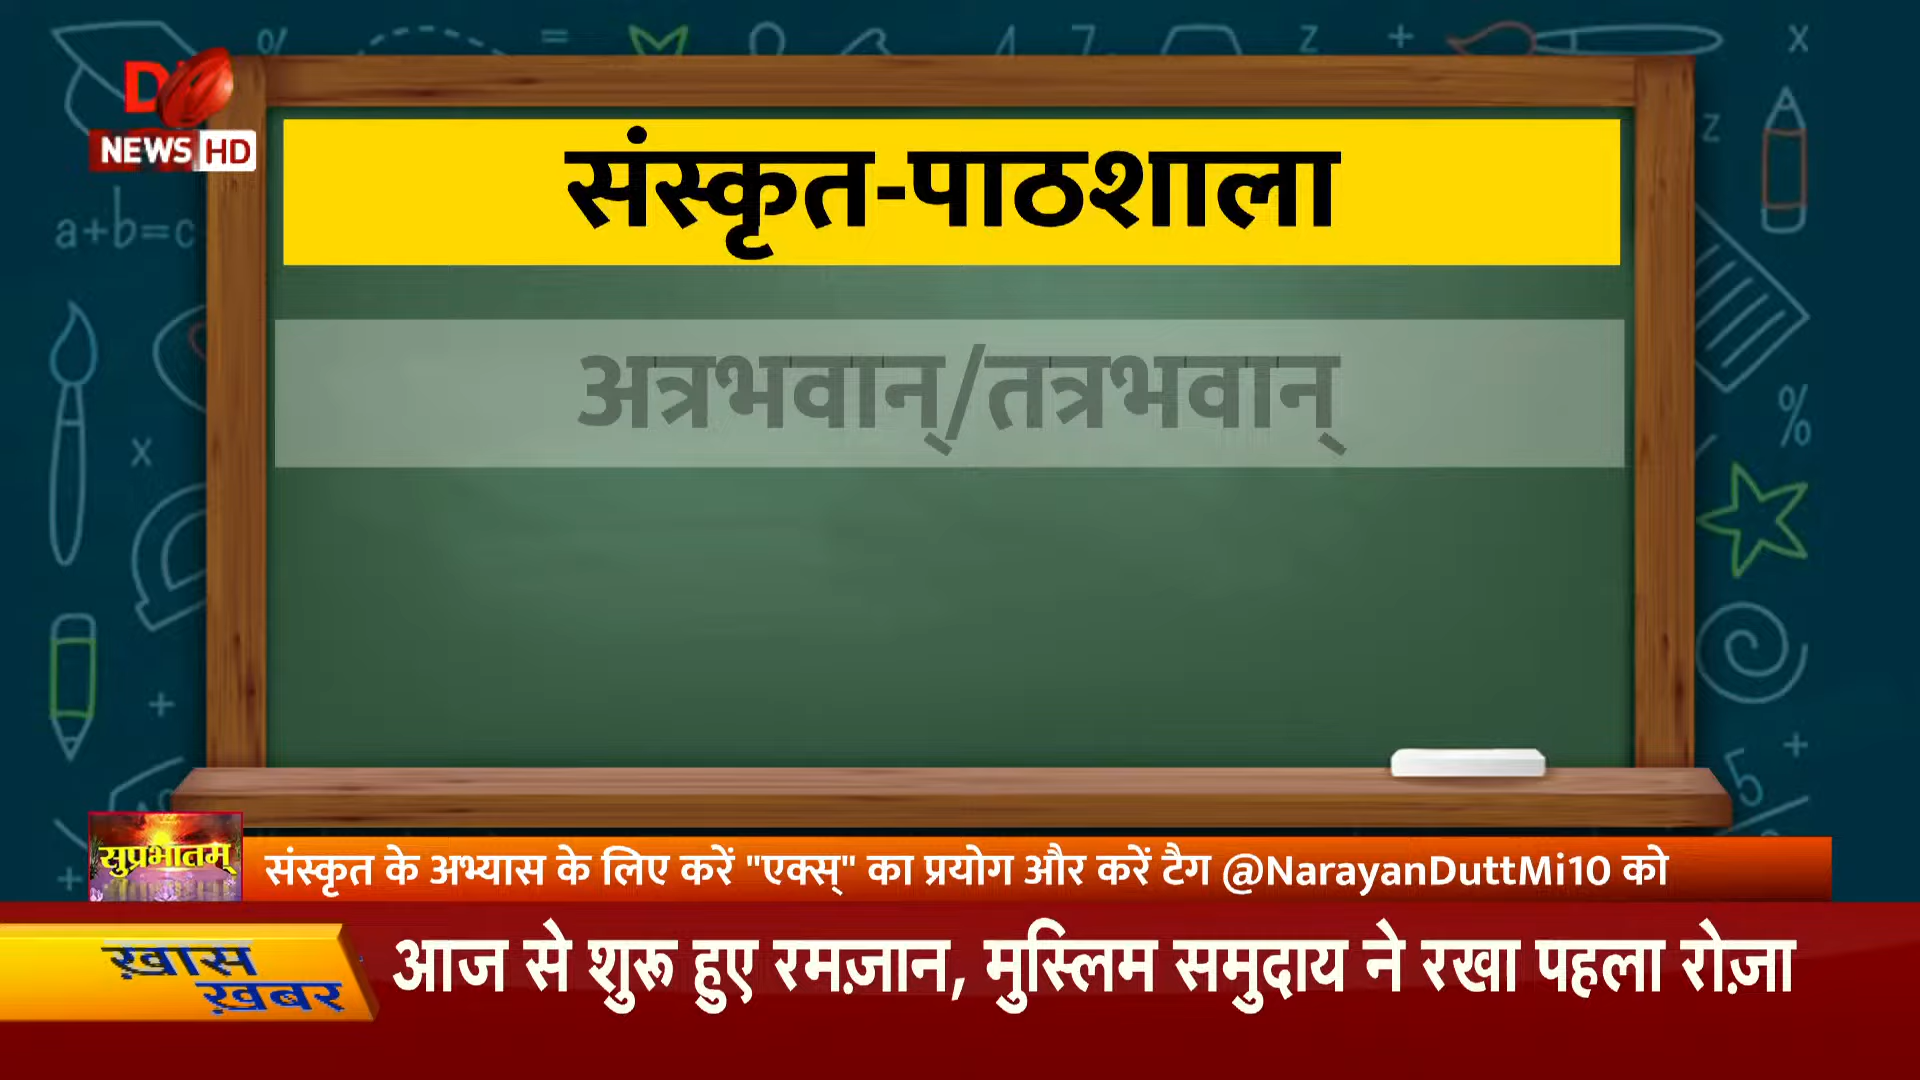 DD
NEWS HD
संस्कृत-पाठशाला
अत्रभवान्/तत्रभवान्
सुप्रभातम्
संस्कृत के अभ्यास के लिए करें "एक्स्" का प्रयोग और करें टैग @NarayanDuttMi10 को
ख़ास
ख़बर
आज से शुरू हुए रमज़ान, मुस्लिम समुदाय ने रखा पहला रोज़ा
a+b=c